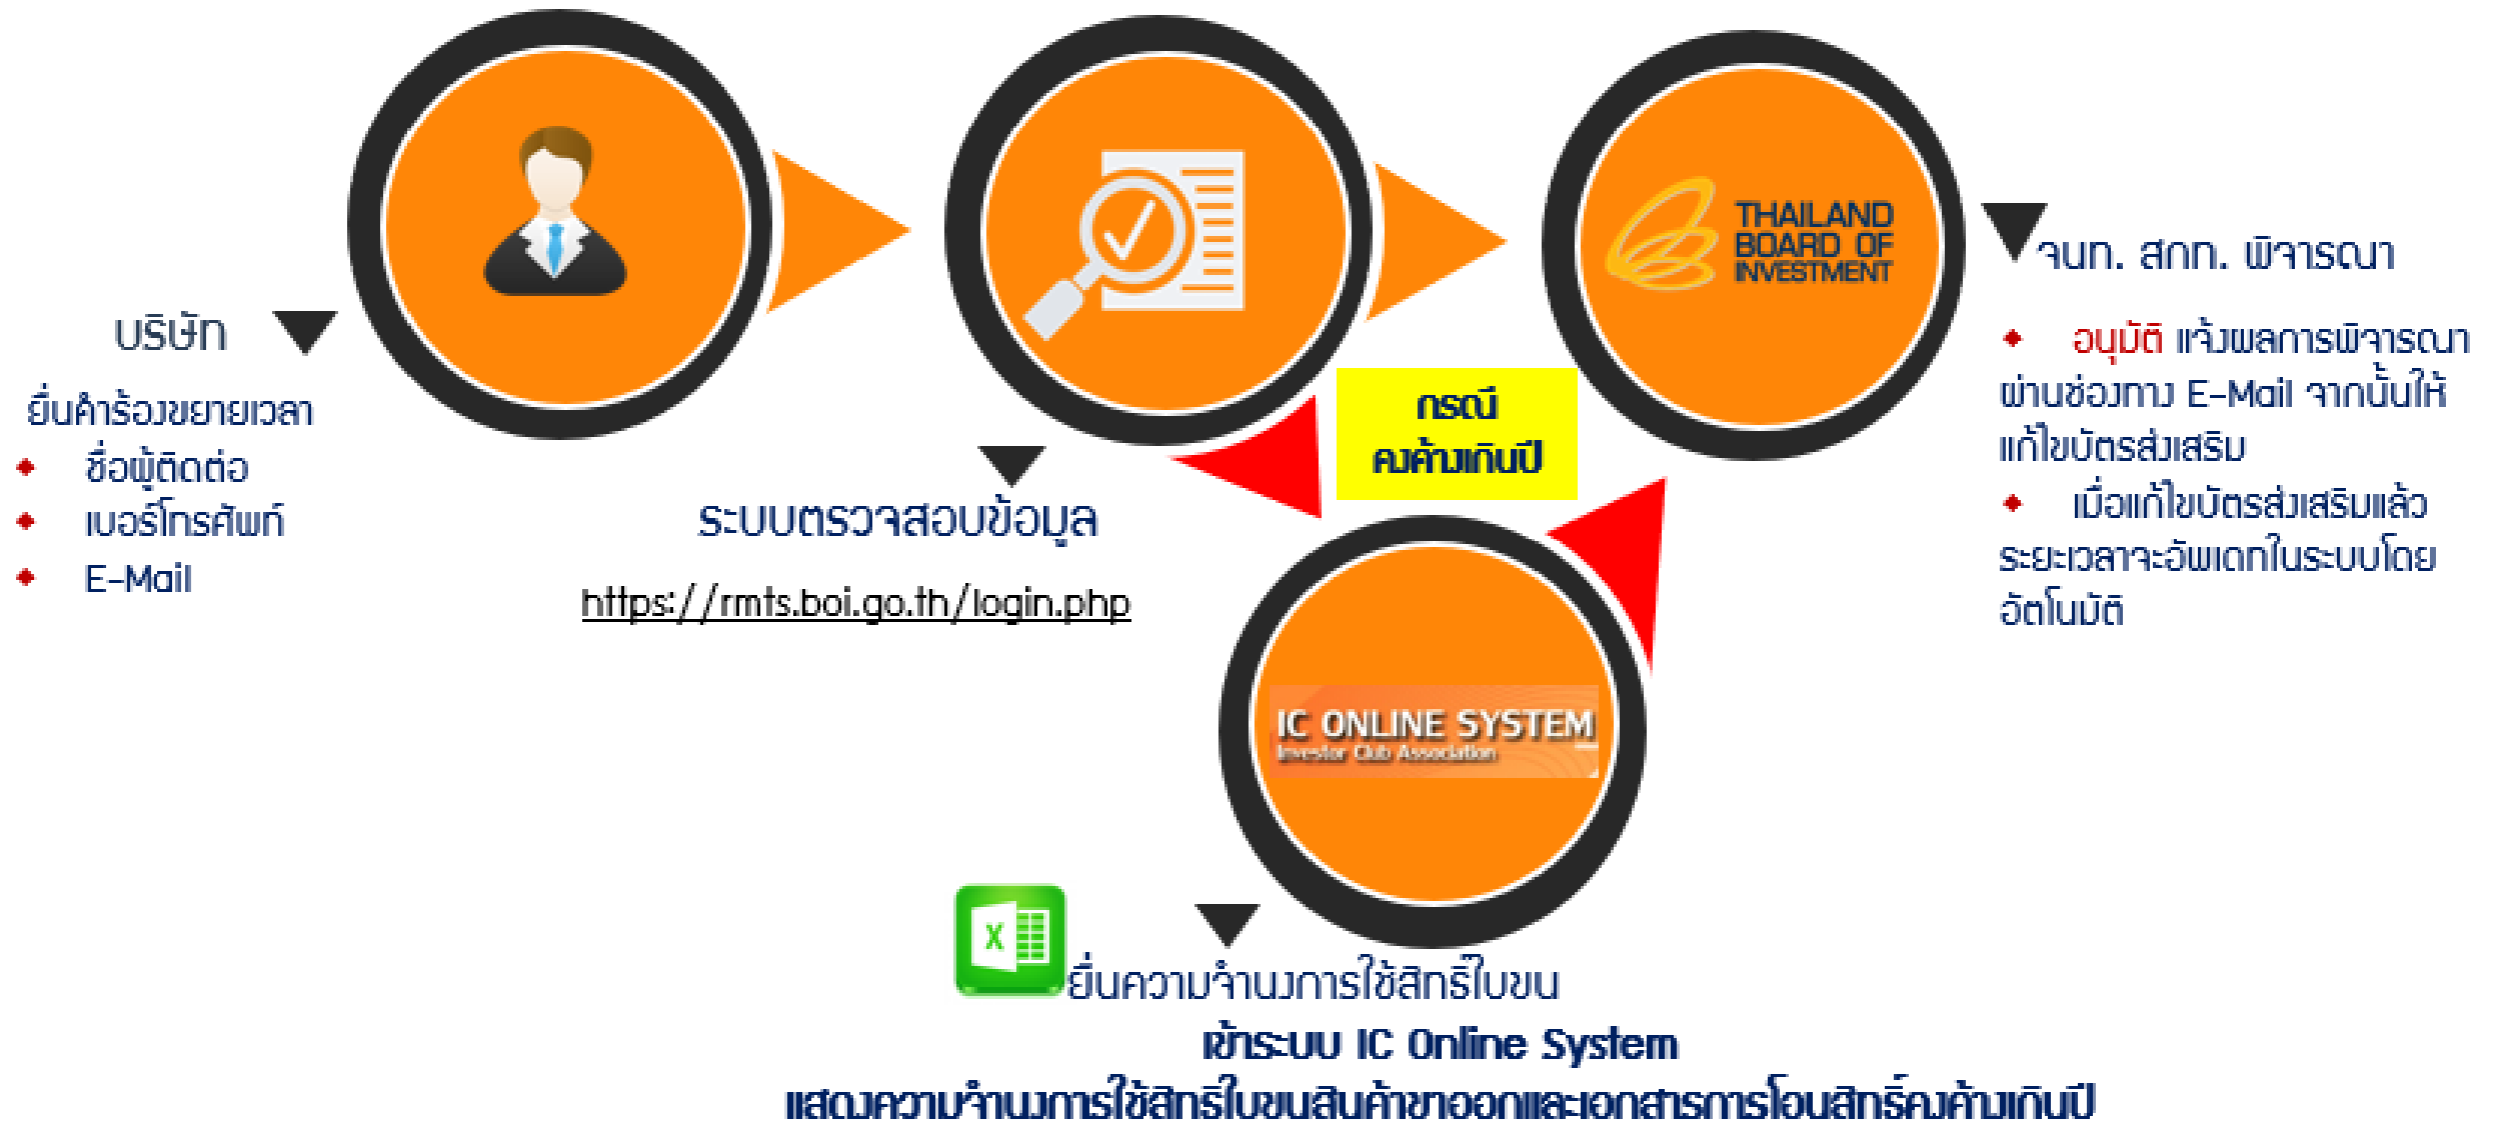 บริษัท
ยื่นคำร้องขยายเวลา
ชื่อผู้ติดต่อ
เบอร์โทรศัพท์
E-Mail
ระบบตรวจสอบข้อมูล
https://rmts.boi.go.th/login.php
กรณี
คงค้างเกินปี
THAILAND
BOARD OF
INVESTMENT
จนท. สกท. พิจารณา
อนุมัติ แจ้งผลการพิจารณา
ผ่านช่องทาง E-Mail จากนั้นให้
แก้ไขบัตรส่งเสริม
เมื่อแก้ไขบัตรส่งเสริมแล้ว
ระยะเวลาจะอัพเดทในระบบโดย
อัตโนมัติ
IC ONLINE SYSTEM
Investor Club Association
X
ยื่นความจำนงการใช้สิทธิ์ใบขน
เข้าระบบ IC Online System
แสดงความจำนงการใช้สิทธิ์ใบขนสินค้าขาออกและเอกสารการโอนสิทธิ์คงค้างเกินปี